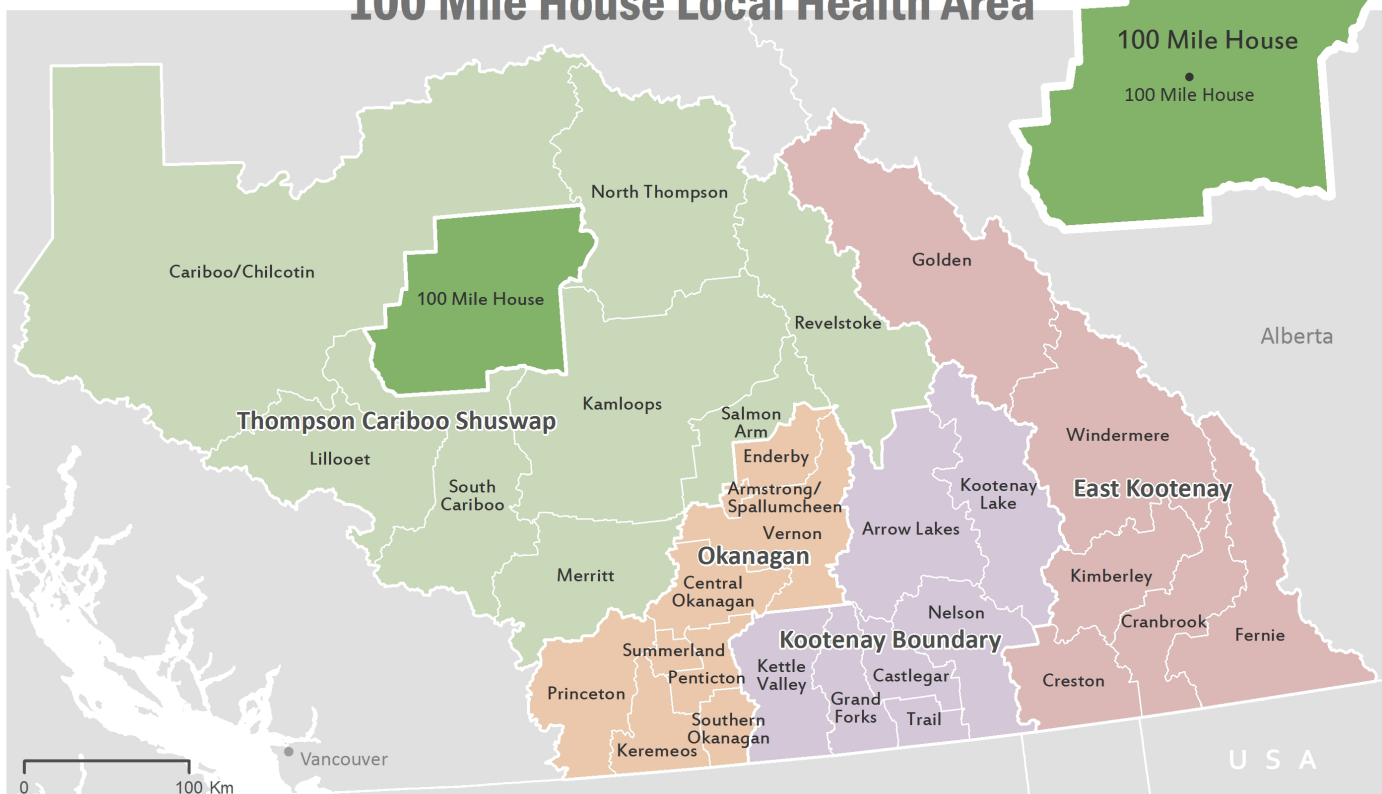 100 Mile House Local Health Area
100 Mile House
100 Mile House
North Thompson
Cariboo/Chilcotin
Golden
100 Mile House
Revelstoke
Alberta
Kamloops
Salmon
Arm
Thompson Cariboo Shuswap
Windermere
Lillooet
Enderby
South
Cariboo
Armstrong/
Spallumcheen
Kootenay
Lake
East Kootenay
Arrow Lakes
Vernon
Okanagan
Merritt
Central
Okanagan
Kimberley
Nelson
Cranbrook
Fernie
Kootenay Boundary
Summerland
Penticton
Kettle
Valley
Castlegar
Creston
Princeton
Grand
Forks
Trail
Southern
Okanagan
Keremeos
Vancouver
USA
0
100 Km